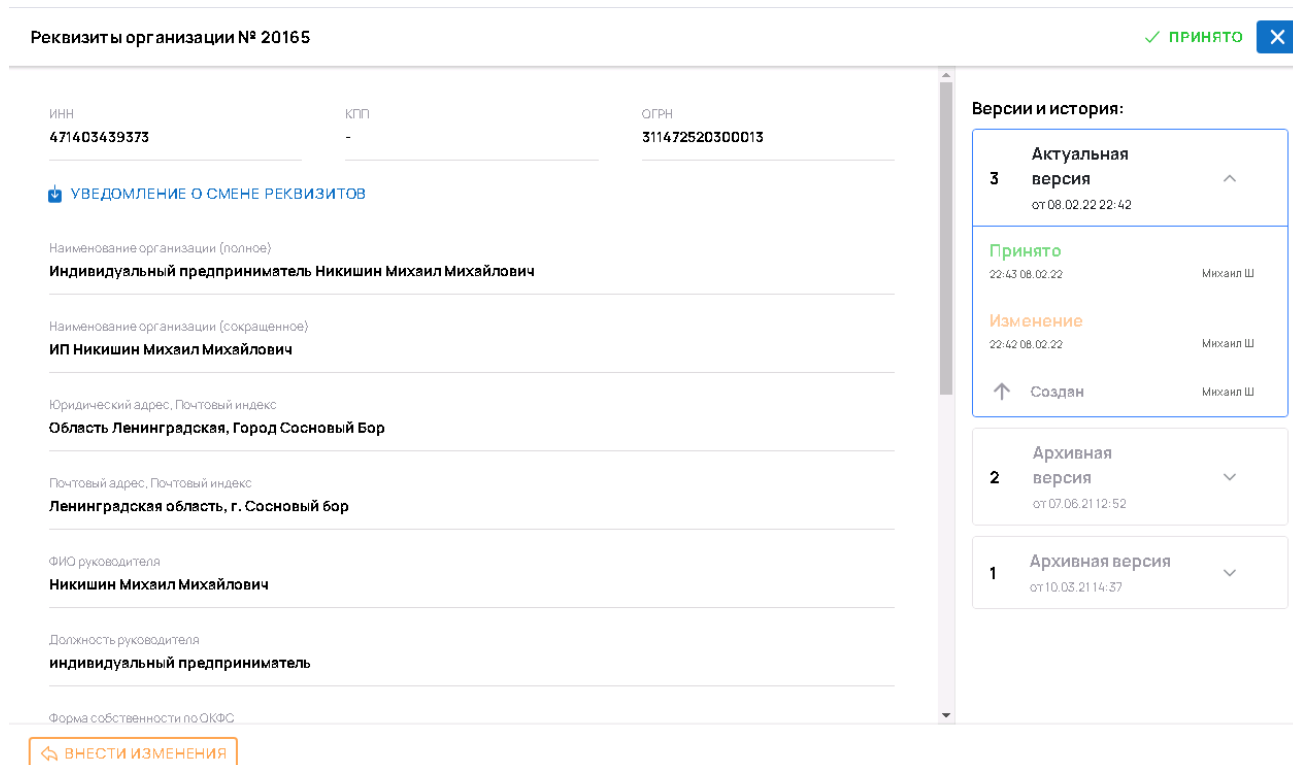 Реквизиты организации № 20165
ПРИНЯТО
ИНН
КПП
ОГРН
471403439373
-
311472520300013
УВЕДОМЛЕНИЕ О СМЕНЕ РЕКВИЗИТОВ
Наименование организации (полное)
Индивидуальный предприниматель Никишин Михаил Михайлович
Наименование организации (сокращенное)
ИП Никишин Михаил Михайлович
Юридический адрес, Почтовый индекс
Область Ленинградская, Город Сосновый Бор
Почтовый адрес, Почтовый индекс
Ленинградская область, г. Сосновый бор
ФИО руководителя
Никишин Михаил Михайлович
Должность руководителя
индивидуальный предприниматель
Форма собственности по ОКФС
ВНЕСТИ ИЗМЕНЕНИЯ
Версии и история:
3
Актуальная
версия
от 08.02.22 22:42
Принято
22:43 08.02.22
Михаил Ш
Изменение
22:42 08.02.22
Михаил Ш
Создан
Михаил Ш
2
Архивная
версия
от 07.06.21 12:52
1
Архивная версия
от 10.03.21 14:37